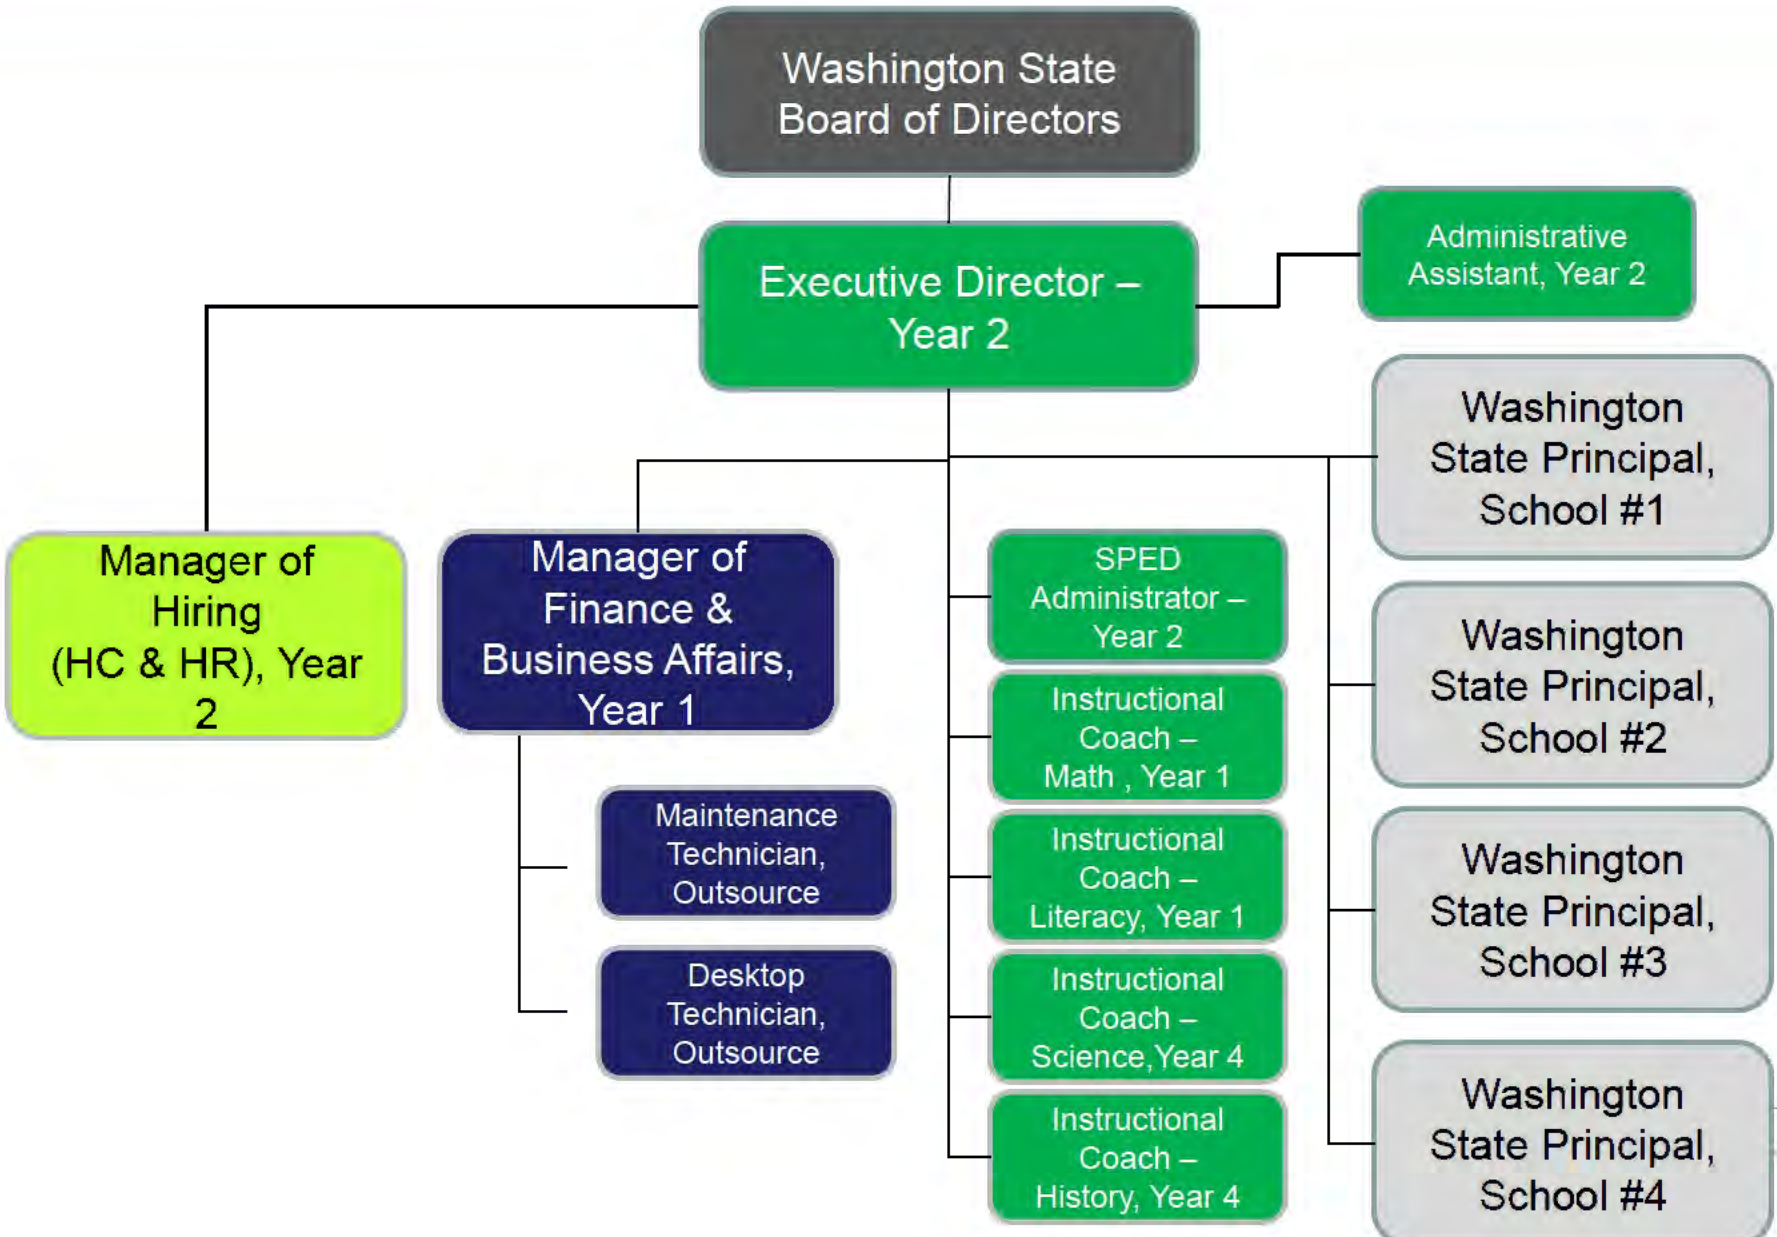 Washington State
Board of Directors
Executive Director –
Year 2
Administrative
Assistant, Year 2
Manager of
Hiring
(HC & HR), Year
2
Manager of
Finance &
Business Affairs,
Year 1
Maintenance
Technician,
Outsource
Desktop
Technician,
Outsource
SPED
Administrator –
Year 2
Instructional
Coach –
Math , Year 1
Instructional
Coach –
Literacy, Year 1
Instructional
Coach –
Science,Year 4
Instructional
Coach –
History, Year 4
Washington
State Principal,
School #1
Washington
State Principal,
School #2
Washington
State Principal,
School #3
Washington
State Principal,
School #4